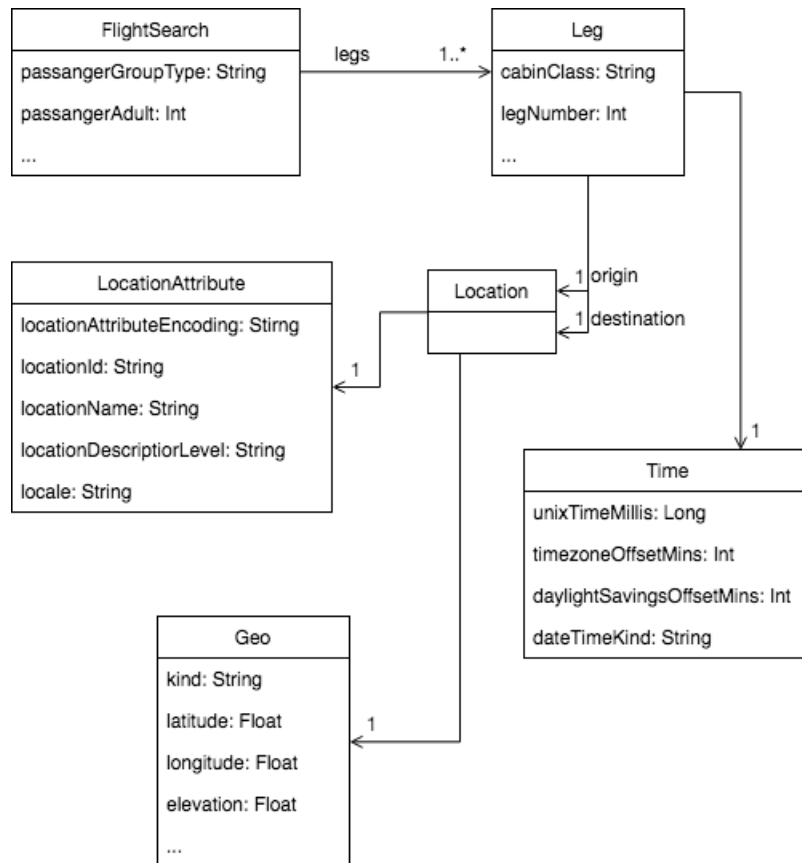 FlightSearch
passangerGroupType: String
passangerAdult: Int
...
legs
1..*
Leg
cabinClass: String
legNumber: Int
...
LocationAttribute
locationAttributeEncoding: Stirng
locationId: String
locationName: String
locationDescriptiorLevel: String
locale: String
1
Location
1 origin
1 destination
1
Time
unixTimeMillis: Long
timezoneOffsetMins: Int
daylightSavingsOffsetMins: Int
dateTimeKind: String
Geo
kind: String
latitude: Float
longitude: Float
elevation: Float
...
1